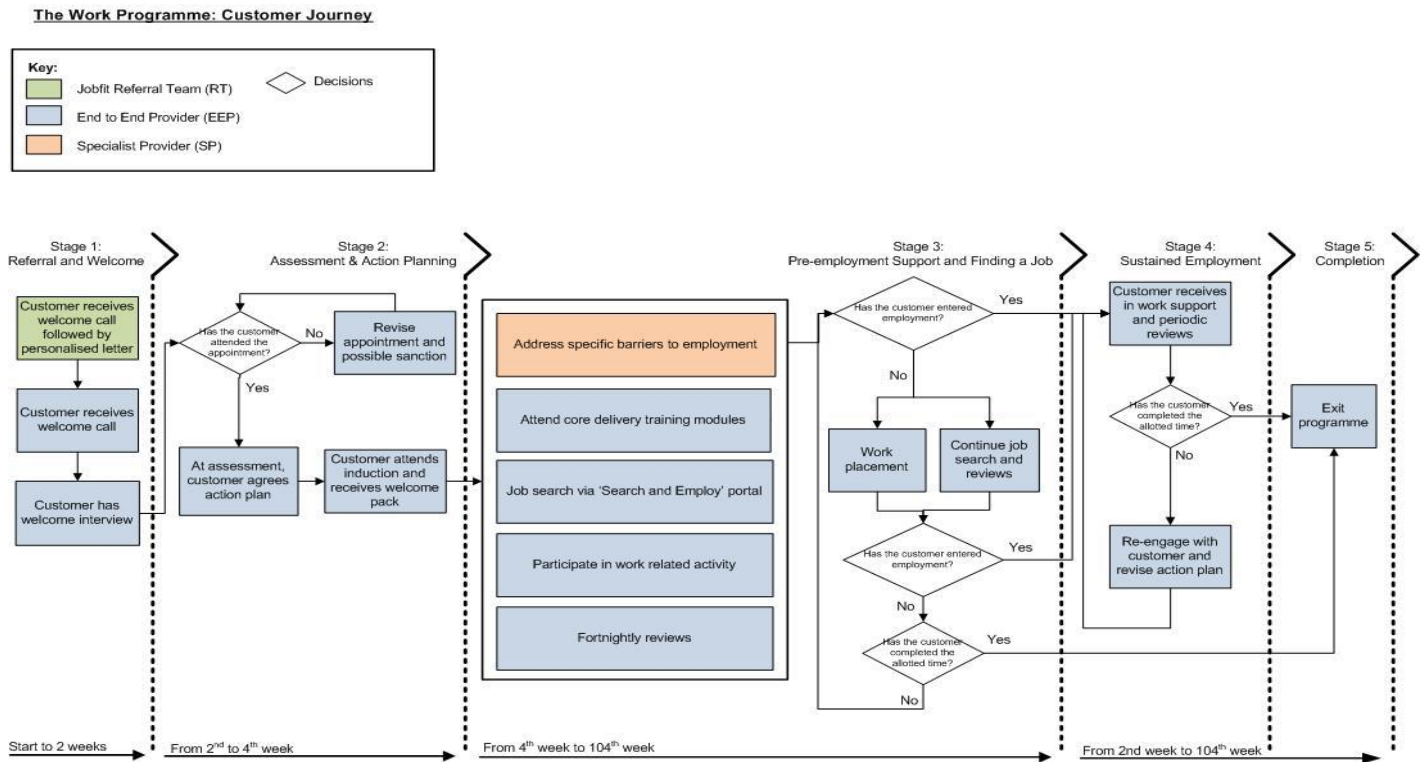 The Work Programme: Customer Journey
Key:
Jobfit Referral Team (RT)
Decisions
End to End Provider (EEP)
Specialist Provider (SP)
Stage 1:
Referral and Welcome
Stage 2:
Assessment & Action Planning
Stage 3:
Pre-employment Support and Finding a Job
Stage 4:
Sustained Employment
Stage 5:
Completion
Customer receives
welcome call
followed by
personalised letter
Customer receives
welcome call
Customer has
welcome interview
Has the customer
attended the
appointment?
No
Revise
appointment and
possible sanction
Yes
At assessment,
customer agrees
action plan
Customer attends
induction and
receives welcome
pack
Address specific barriers to employment
Attend core delivery training modules
Job search via 'Search and Employ' portal
Participate in work related activity
Fortnightly reviews
Has the customer entered
employment?
Yes
No
Work
placement
Continue job
search and
reviews
Has the customer entered
employment?
Yes
No
Has the customer
completed the
allotted time?
Yes
No
Customer receives
in work support
and periodic
reviews
Has the customer
completed the
allotted time?
Yes
No
Re-engage with
customer and
revise action plan
Exit
programme
Start to 2 weeks
From 2nd to 4th week
From 4th week to 104th week
From 2nd week to 104th week